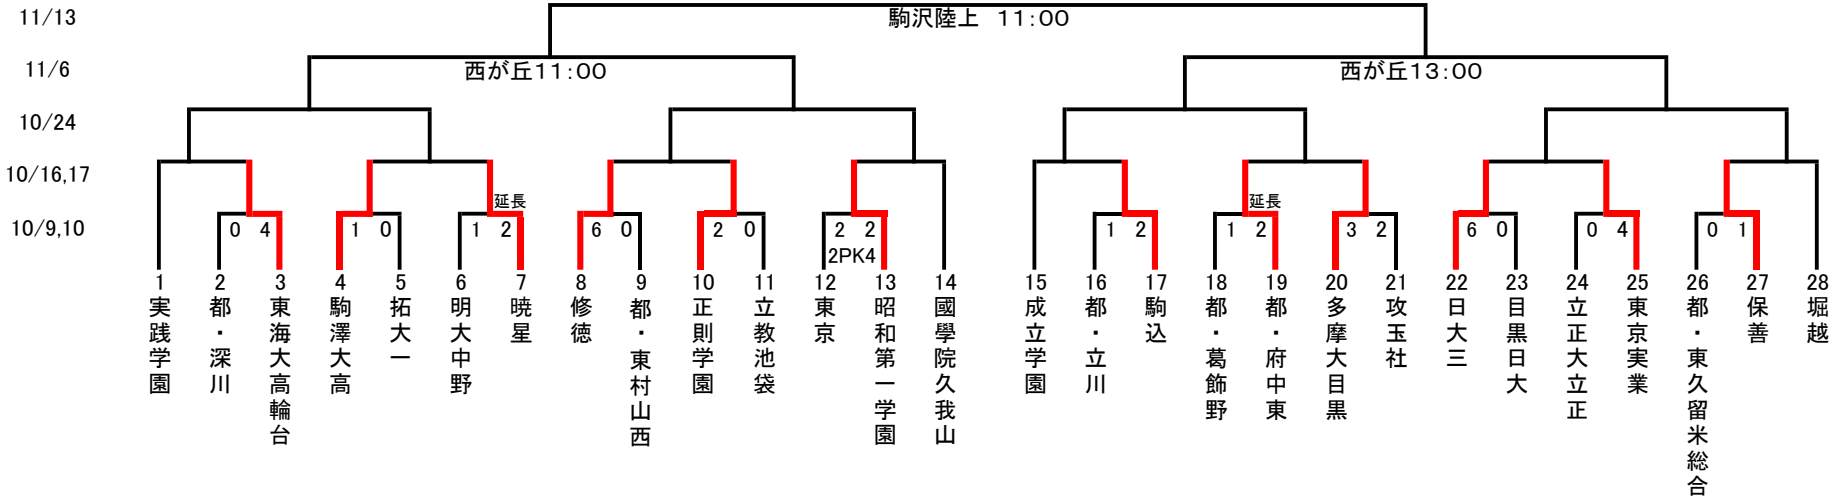 11/13
駒沢陸上 11:00
11/6
西が丘11:00
西が丘13:00
10/24
10/16,17
延長
延長
10/9,10
0 4
1 0
1 2
6 0
2 0
2 2
1 2
1 2
3 2
6 0
0 4
0 1
2PK4
1 実践学園
2 都・深川
3 東海大高輪台
4 駒澤大高
5 拓大一
6 明大中野
7 暁星
8 修徳
9 都・東村山西
10 正則学園
11 立教池袋
12 東京
13 昭和第一学園
14 國學院久我山
15 成立学園
16 都・立川
17 駒込
18 都・葛飾野
19 都・府中東
20 多摩大目黒
21 攻玉社
22 日大三
23 目黒日大
24 立正大立正
25 東京実業
26 都・東久留米総合
27 保善
28 堀越